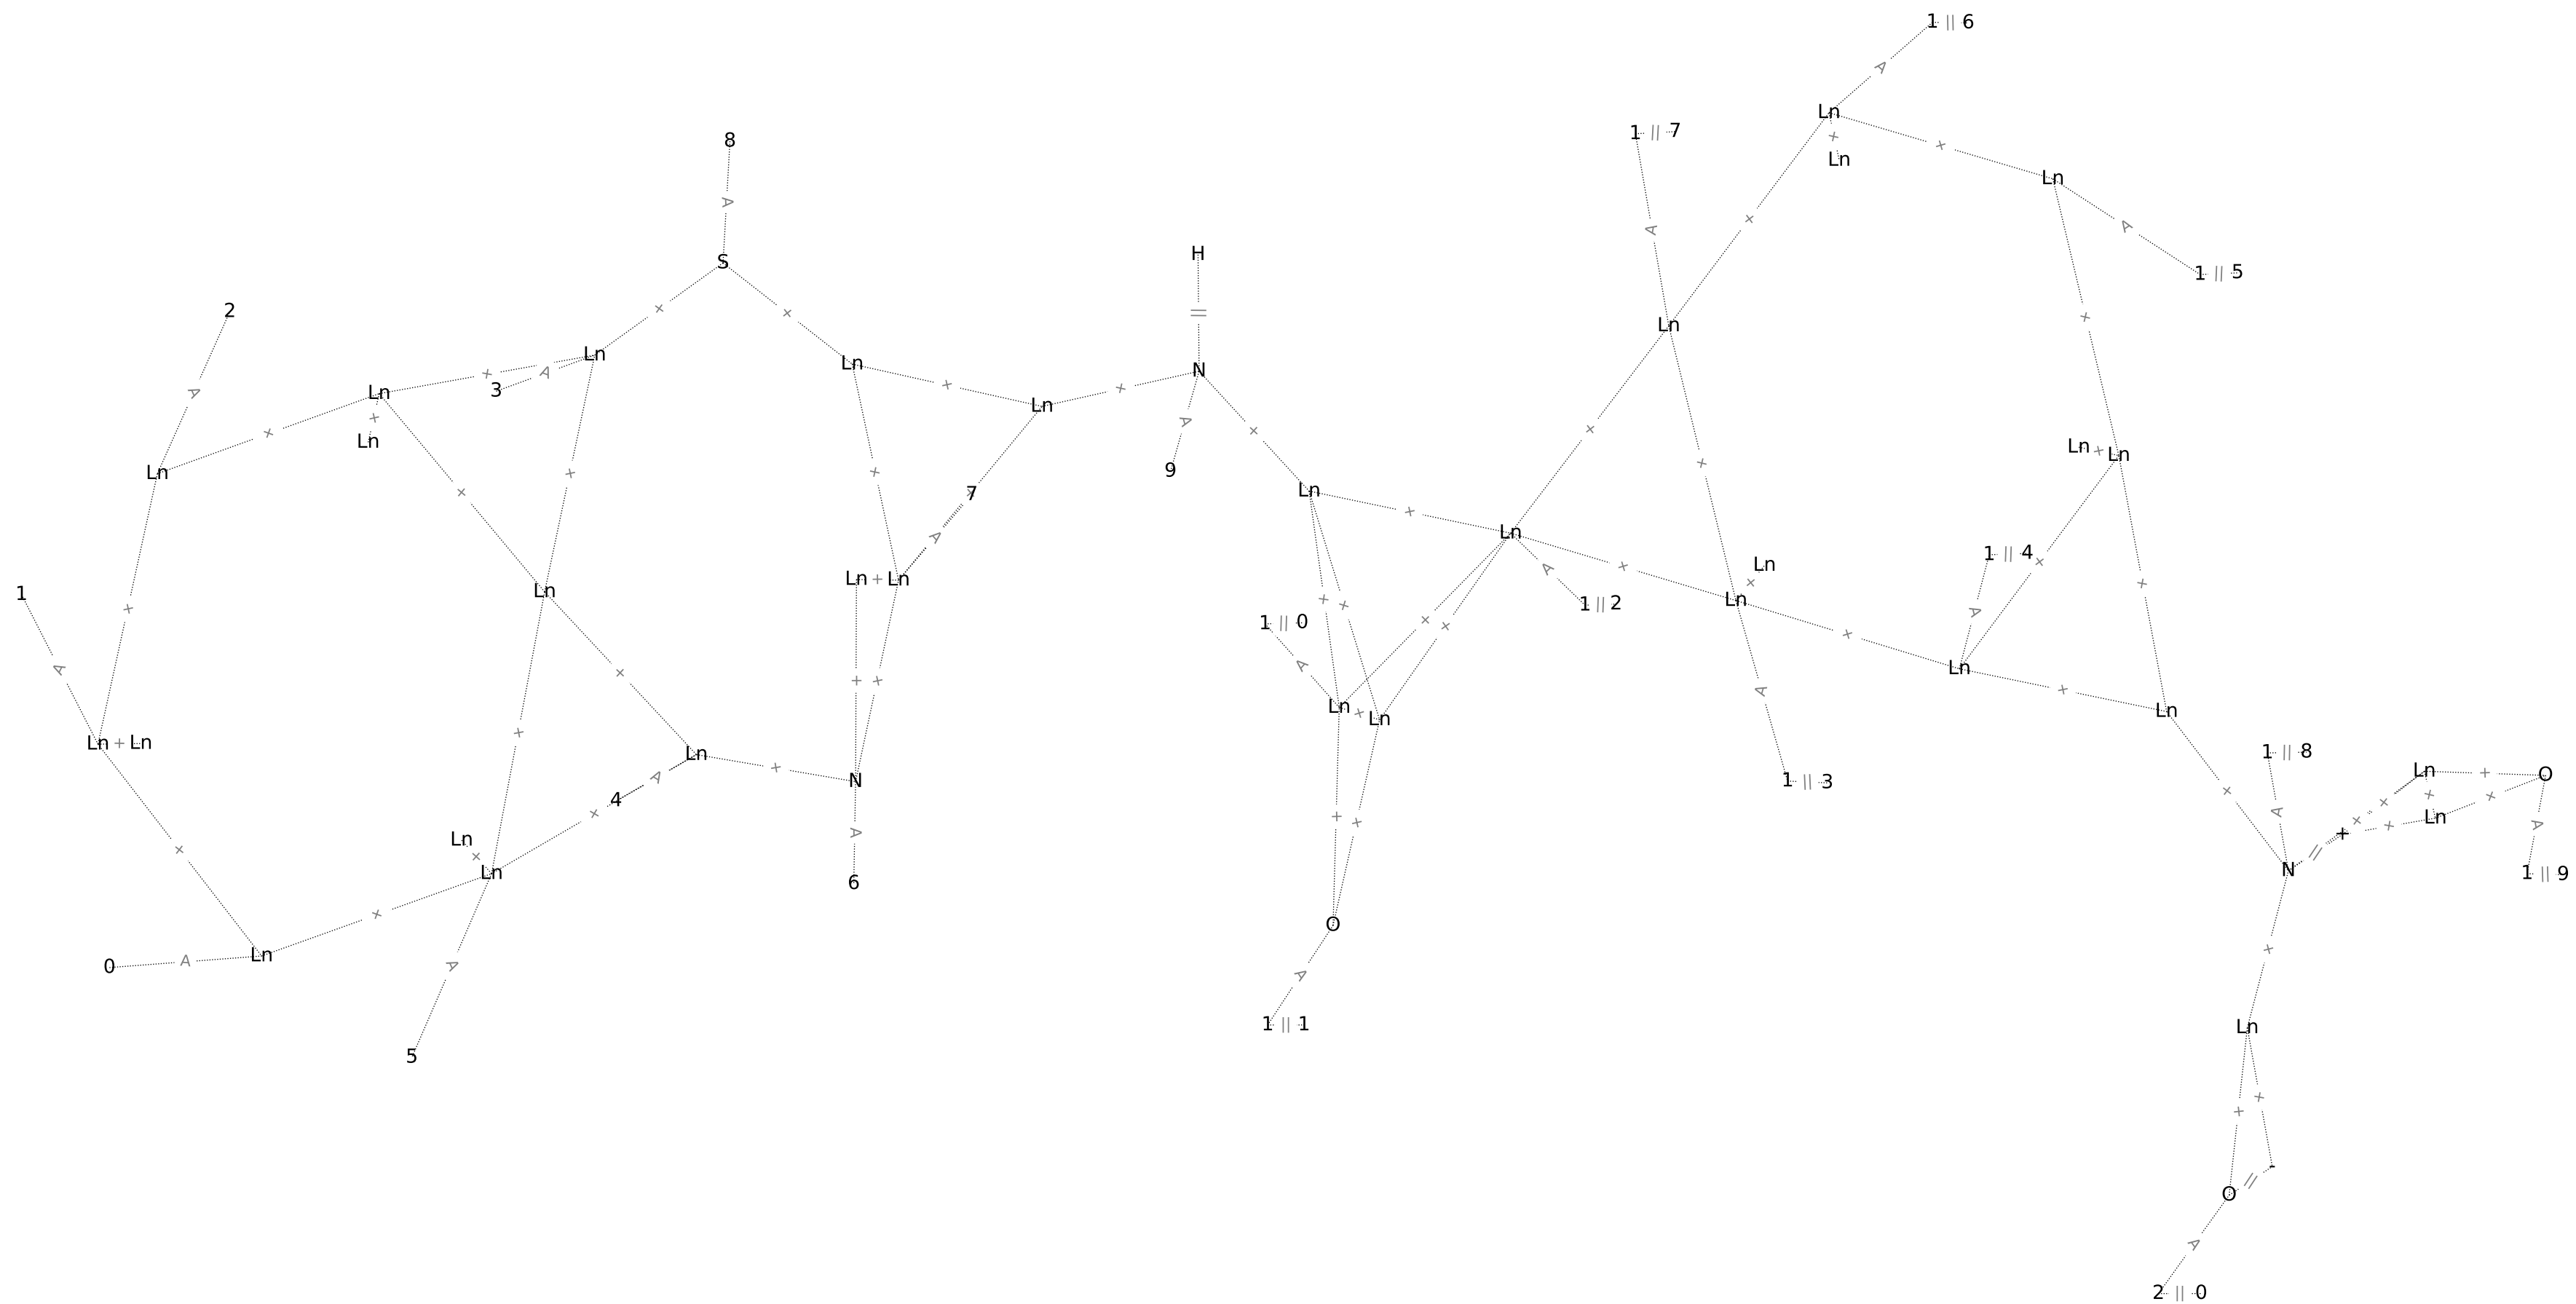 1 || 6
A
Ln
1 || 7
+
8
+
Ln
Ln
A
+
A
A
H
S
1 || 5
2
+
+
||
+
Ln
Ln
Ln
+
A
N
+
+
3
A
Ln
Ln
+
A
+
A
+
+
Ln
Ln + Ln
+
+
+
9
Ln
+
+
7
Ln
+
Ln
A
1 || 4
+
Ln
+
A
+
Ln + Ln
+
Ln
1
Ln
+
+
1 || 2
+
+
A
1 || 0
+
+
+
A
Ln
A
+
Ln
+
+
+
A
+
Ln
Ln + Ln
Ln + Ln
+
1 || 8
Ln
+
A
N
1 || 3
+
Ln
+
O
4
+
+
+
A
+
Ln
+
+
+
+
A
Ln
+
A
+
Ln
+
+
||
N
1 || 9
6
+
O
+
0
A
Ln
A
A
5
1 || 1
Ln
+
+
-
||
O
A
2 || 0